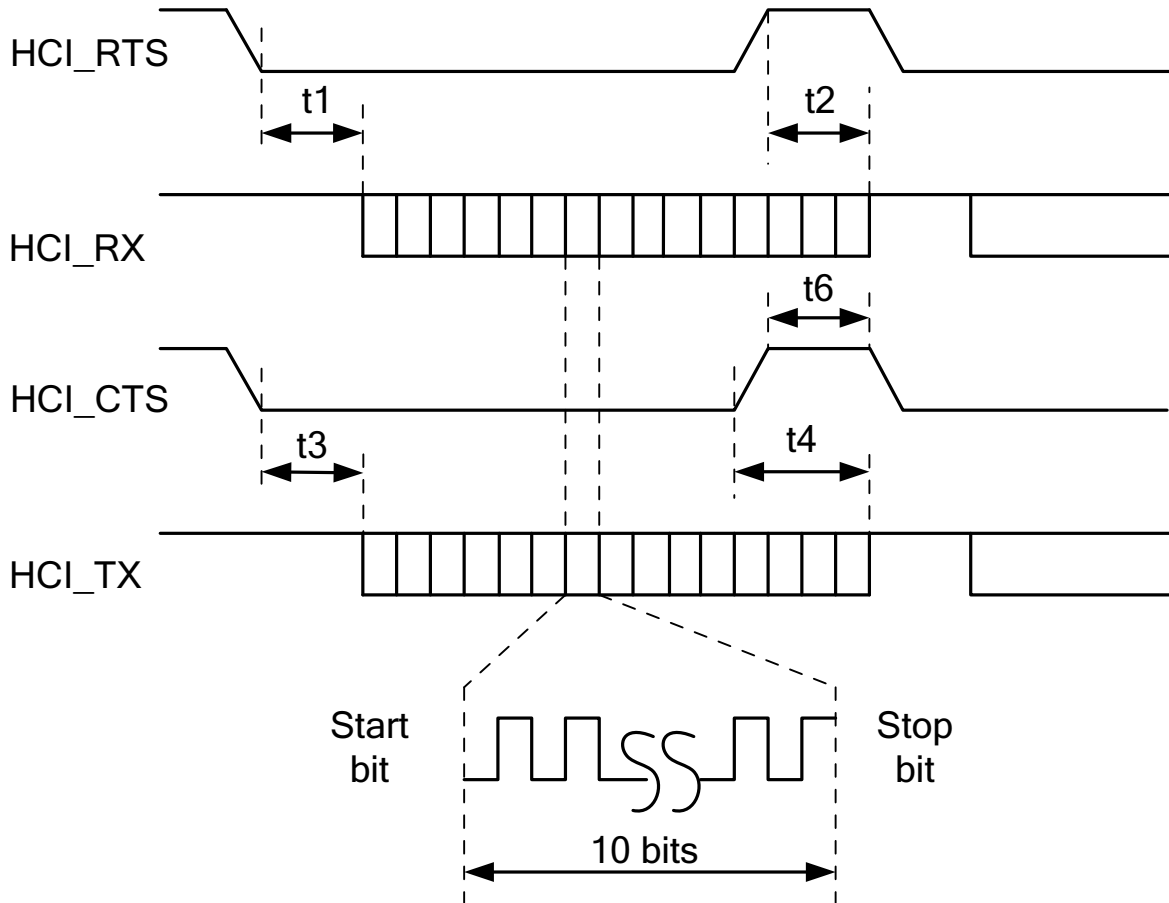 HCI_RTS
t1
t2
HCI_RX
t6
HCI_CTS
t3
t4
HCI_TX
Start
bit
Stop
bit
10 bits